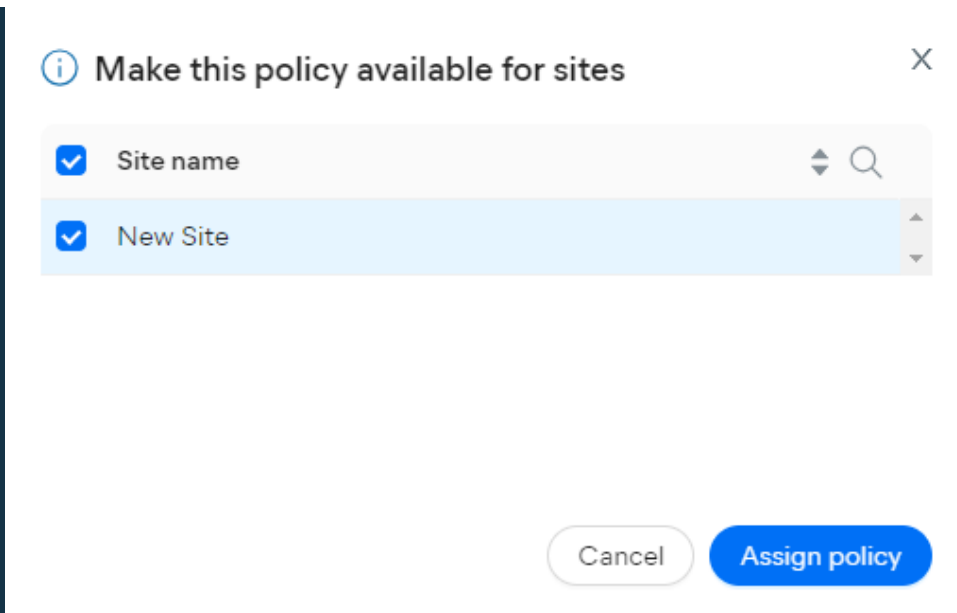 Make this policy available for sites
X
Site name
New Site
Cancel
Assign policy